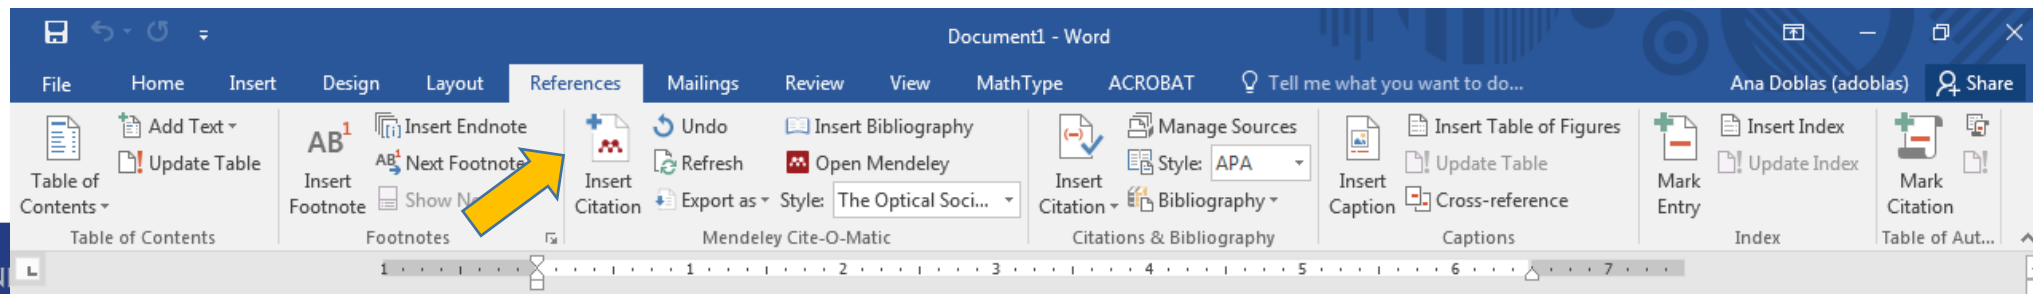 Document1 - Word
File Home Insert Design Layout References Mailings Review View MathType ACROBAT Tell me what you want to do... Ana Doblas (adoblas) Share
Table of Contents
Add Text
Update Table
Table of Contents
AB1
Insert Footnote
Insert Endnote
AB1 Next Footnote
Show
Footnotes
Insert Citation
Undo
Refresh
Export as
Insert Bibliography
Open Mendeley
Style: The Optical Soci...
Mendeley Cite-O-Matic
Insert Citation
Manage Sources
Style: APA
Bibliography
Citations & Bibliography
Insert Caption
Insert Table of Figures
Update Table
Cross-reference
Captions
Mark Entry
Insert Index
Update Index
Index
Mark Citation
Table of Aut...
L 1 1 2 3 4 5 6 7